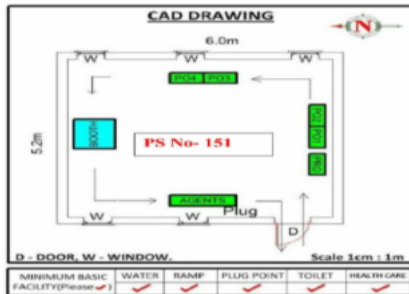 CAD DRAWING
N
6.0m
W W W
PO4 PO3
5.2m
BOOTH
PS No- 151
PO2
PO1
PRO
AGENTS
Plug
W W
D
D - DOOR, W - WINDOW.
Scale 1cm : 1m
MINIMUM BASIC FACILITY(Please ✓) WATER RAMP PLUG POINT TOILET HEALTH CARE
✓ ✓ ✓ ✓ ✓